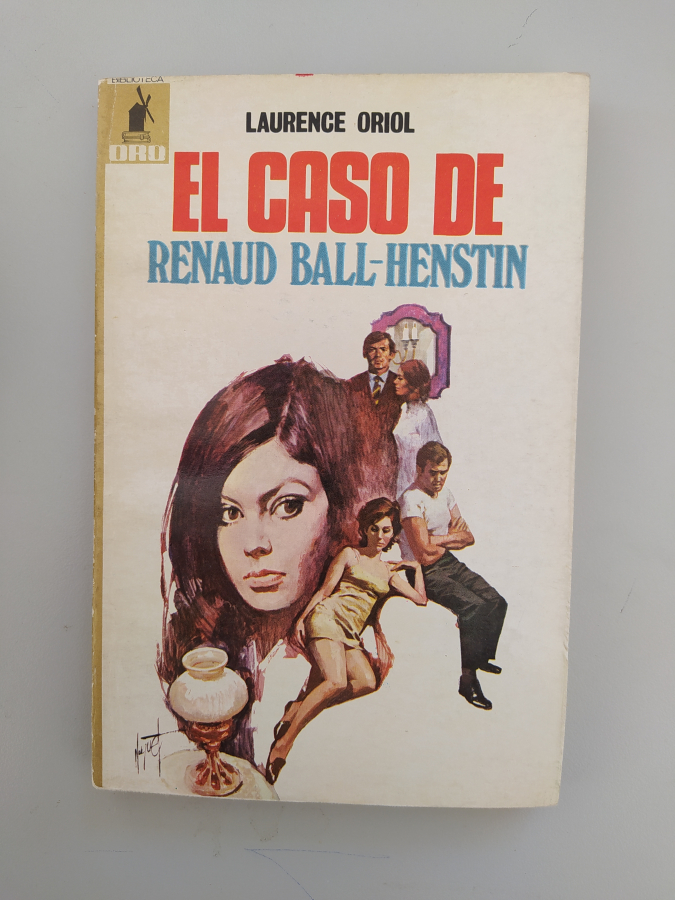 BIBLIOTECA
ORO
LAURENCE ORIOL
EL CASO DE
RENAUD BALL-HENSTIN